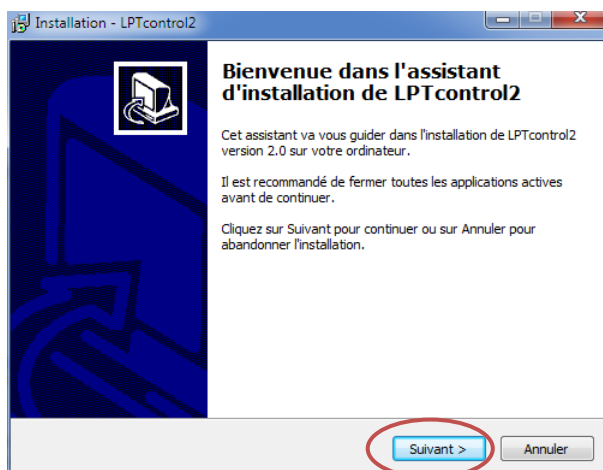 Installation - LPTcontrol2
Bienvenue dans l'assistant
d'installation de LPTcontrol2
Cet assistant va vous guider dans l'installation de LPTcontrol2
version 2.0 sur votre ordinateur.
Il est recommandé de fermer toutes les applications actives
avant de continuer.
Cliquez sur Suivant pour continuer ou sur Annuler pour
abandonner l'installation.
Suivant >
Annuler